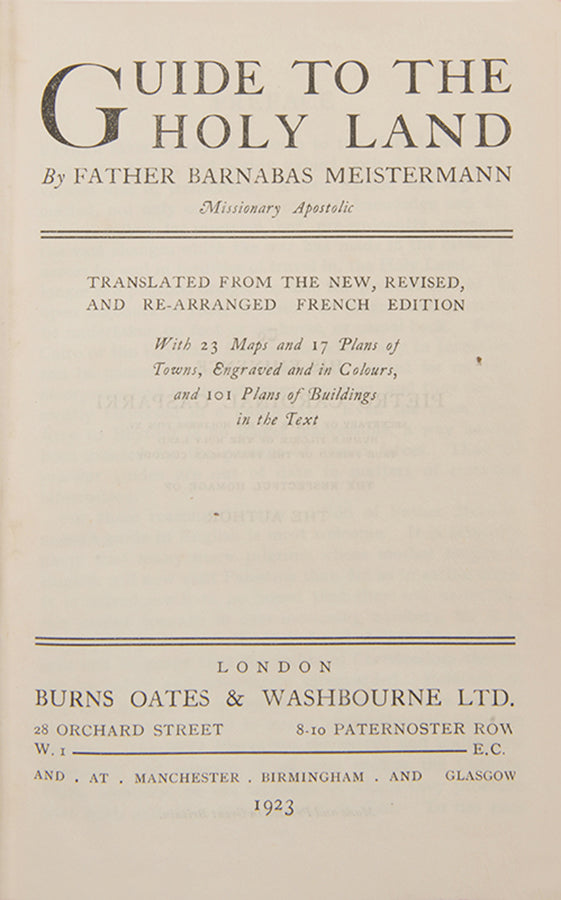 GUIDE TO THE
HOLY LAND
By FATHER BARNABAS MEISTERMANN
Missionary Apostolic
TRANSLATED FROM THE NEW, REVISED,
AND RE-ARRANGED FRENCH EDITION
With 23 Maps and 17 Plans of
Towns, Engraved and in Colours,
and 101 Plans of Buildings
in the Text
LONDON
BURNS OATES & WASHBOURNE LTD.
28 ORCHARD STREET 8-10 PATERNOSTER ROW
W. 1 E.C.
AND . AT . MANCHESTER . BIRMINGHAM . AND GLASGOW
1923